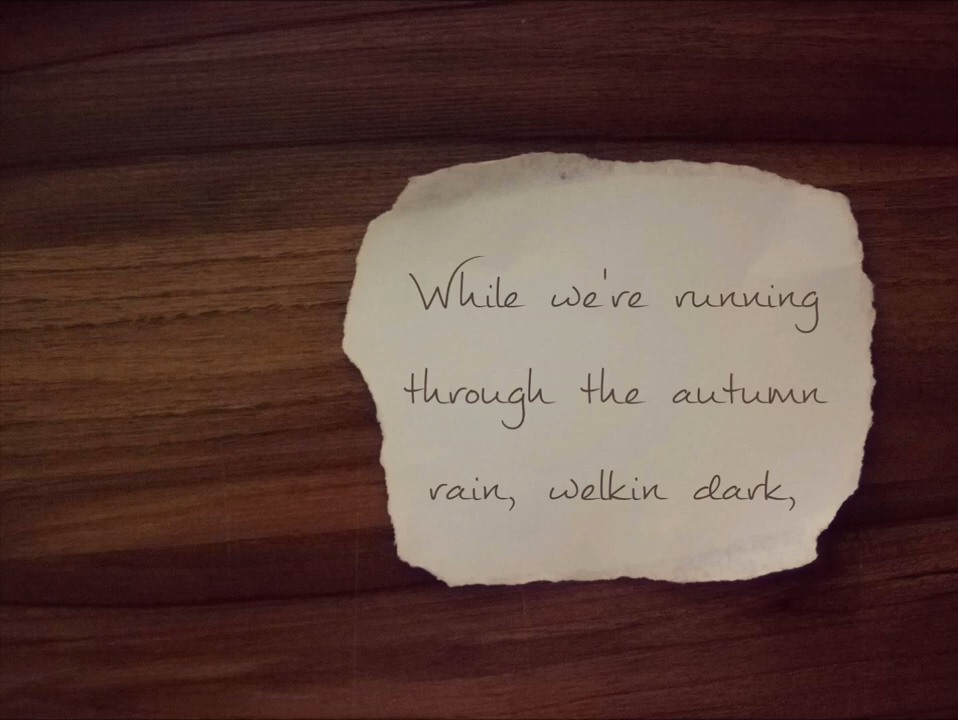 While we're running
through the autumn
rain, welkin dark,